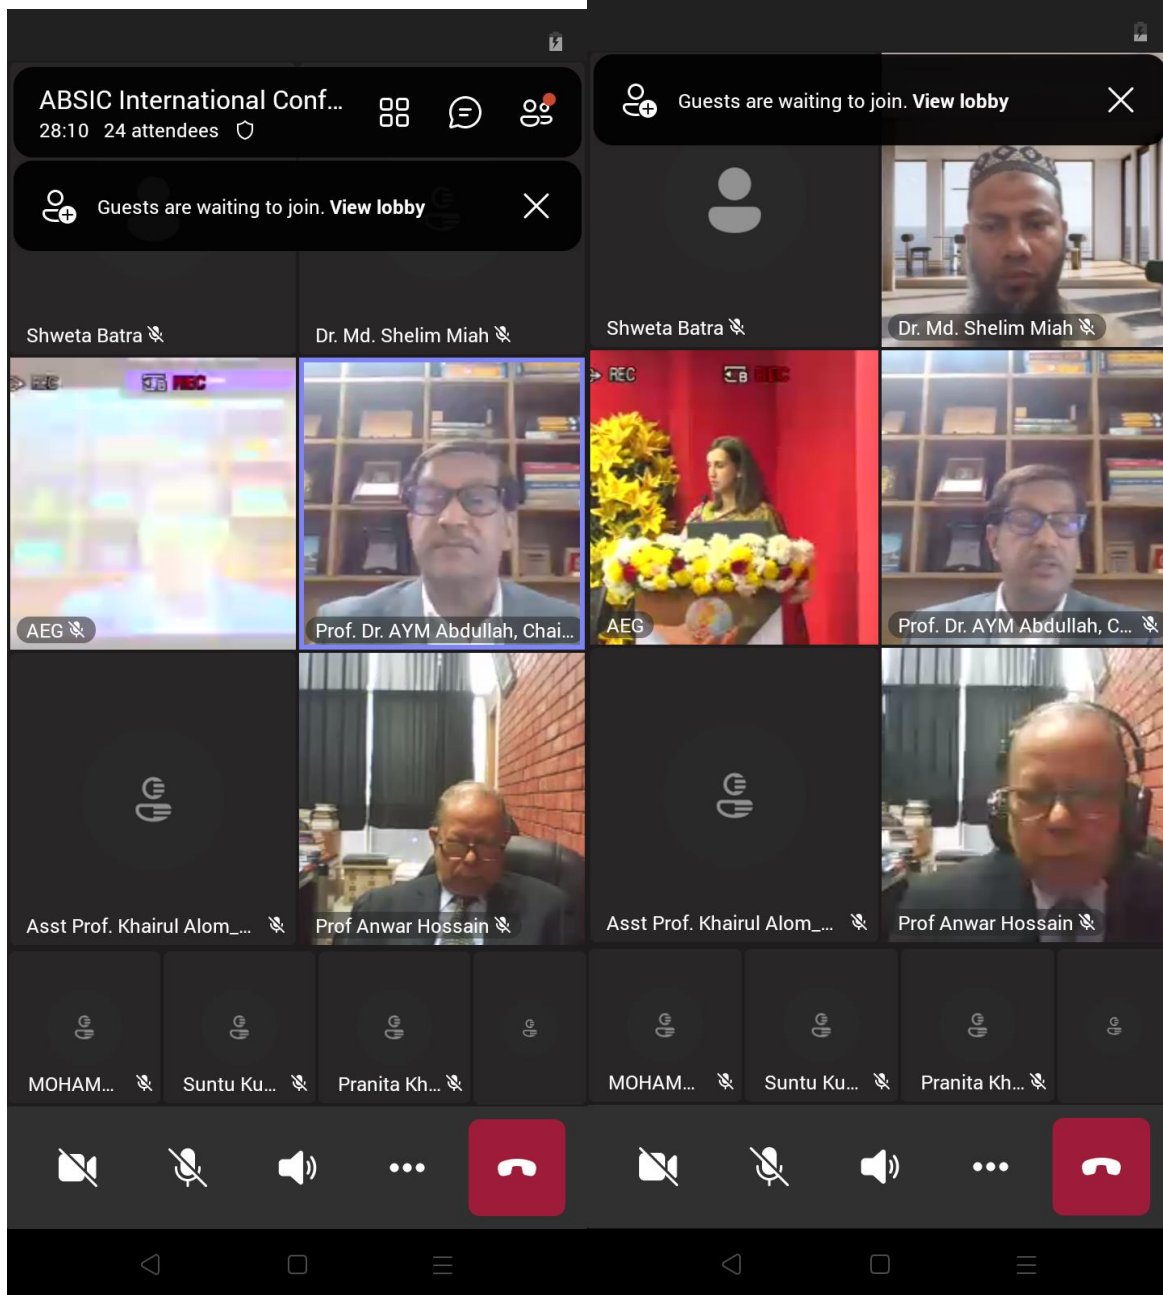 ABSIC International Conf...
28:10 24 attendees
Guests are waiting to join. View lobby
Shweta Batra
Dr. Md. Shelim Miah
REC
B REC
AEG
Prof. Dr. AYM Abdullah, Chai...
Asst Prof. Khairul Alom_...
Prof Anwar Hossain
MOHAM...
Suntu Ku...
Pranita Kh...
Guests are waiting to join. View lobby
Shweta Batra
Dr. Md. Shelim Miah
REC
B REC
AEG
Prof. Dr. AYM Abdullah, C...
Asst Prof. Khairul Alom_...
Prof Anwar Hossain
MOHAM...
Suntu Ku...
Pranita Kh...